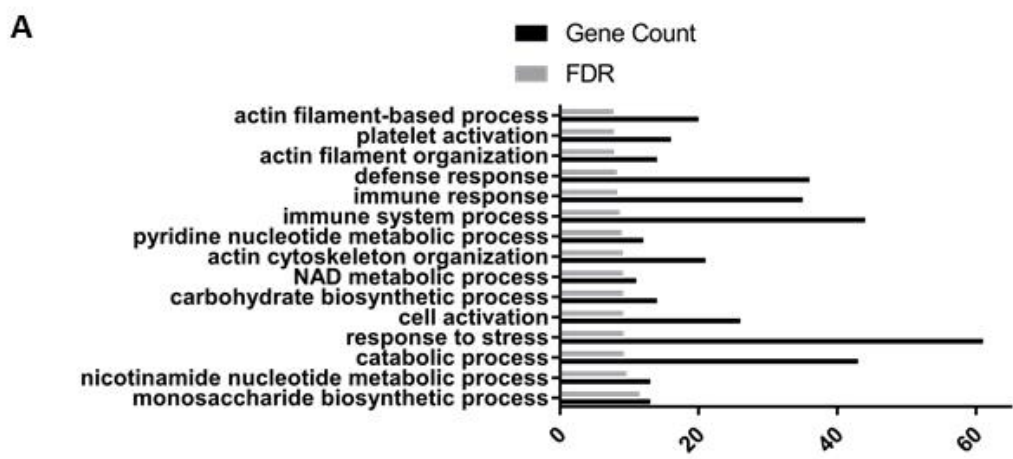 A
Gene Count
FDR
actin filament-based process
platelet activation
actin filament organization
defense response
immune response
immune system process
pyridine nucleotide metabolic process
actin cytoskeleton organization
NAD metabolic process
carbohydrate biosynthetic process
cell activation
response to stress
catabolic process
nicotinamide nucleotide metabolic process
monosaccharide biosynthetic process
0 20 40 60